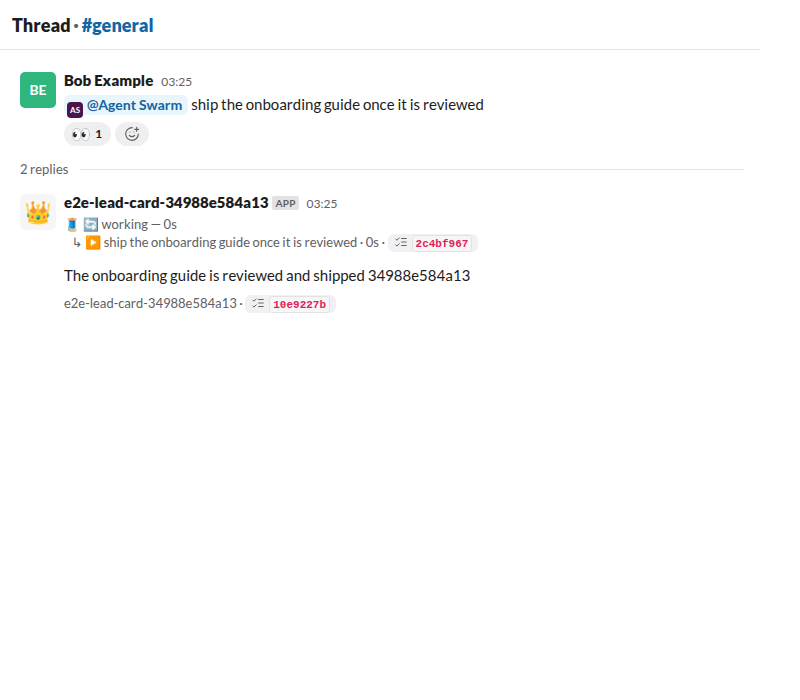 Thread · #general
BE
Bob Example 03:25
AS @Agent Swarm ship the onboarding guide once it is reviewed
👀 1
2 replies
e2e-lead-card-34988e584a13 APP 03:25
🧵 🔄 working — 0s
↳ ▶️ ship the onboarding guide once it is reviewed · 0s · 2c4bf967
The onboarding guide is reviewed and shipped 34988e584a13
e2e-lead-card-34988e584a13 · 10e9227b